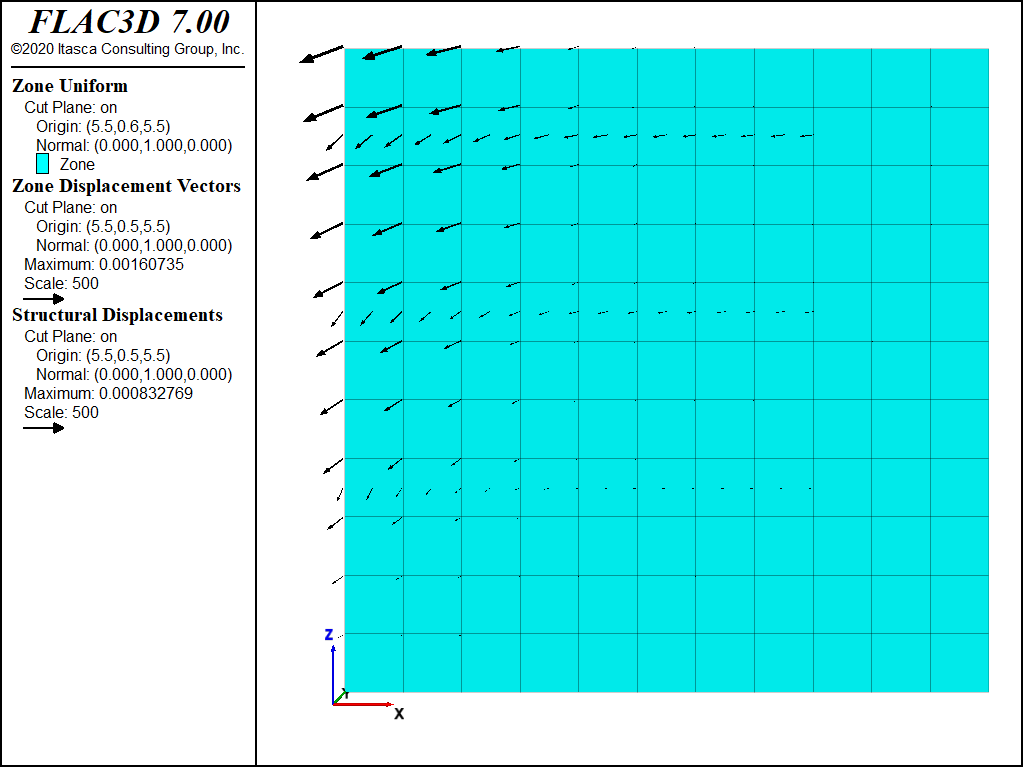 FLAC3D 7.00
©2020 Itasca Consulting Group, Inc.
Zone Uniform
Cut Plane: on
Origin: (5.5,0.6,5.5)
Normal: (0.000,1.000,0.000)
Zone
Zone Displacement Vectors
Cut Plane: on
Origin: (5.5,0.5,5.5)
Normal: (0.000,1.000,0.000)
Maximum: 0.00160735
Scale: 500
Structural Displacements
Cut Plane: on
Origin: (5.5,0.5,5.5)
Normal: (0.000,1.000,0.000)
Maximum: 0.000832769
Scale: 500
Z
Y
X